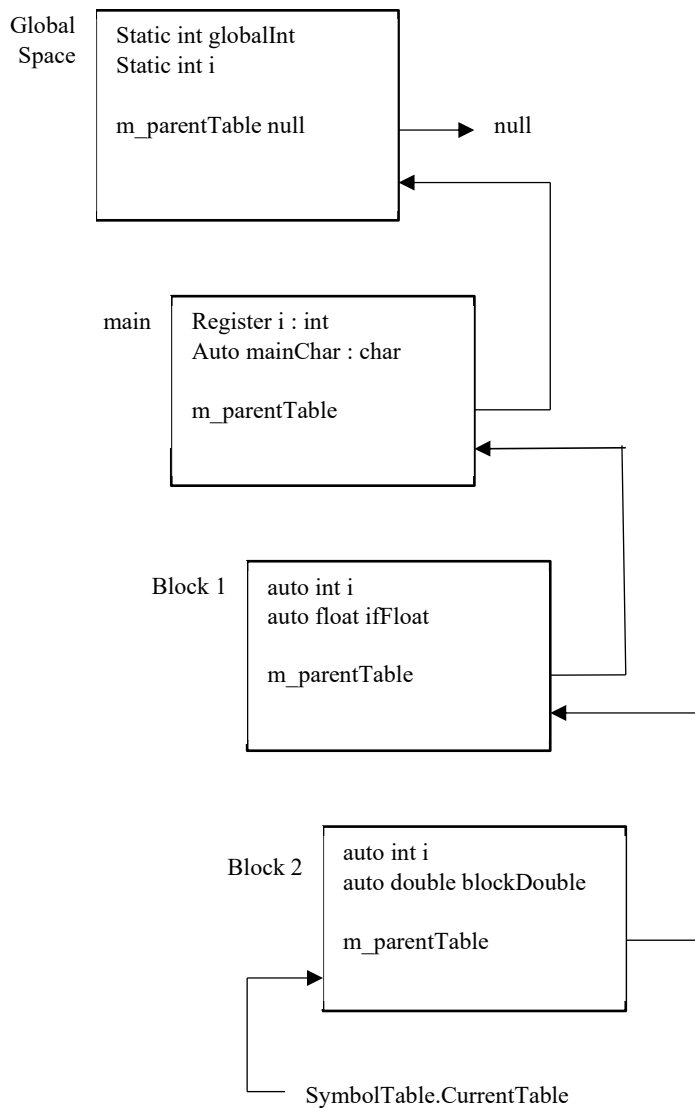 Global
Space
Static int globalInt
Static int i
m_parentTable null
null
main
Register i : int
Auto mainChar : char
m_parentTable
Block 1
auto int i
auto float ifFloat
m_parentTable
Block 2
auto int i
auto double blockDouble
m_parentTable
SymbolTable.CurrentTable